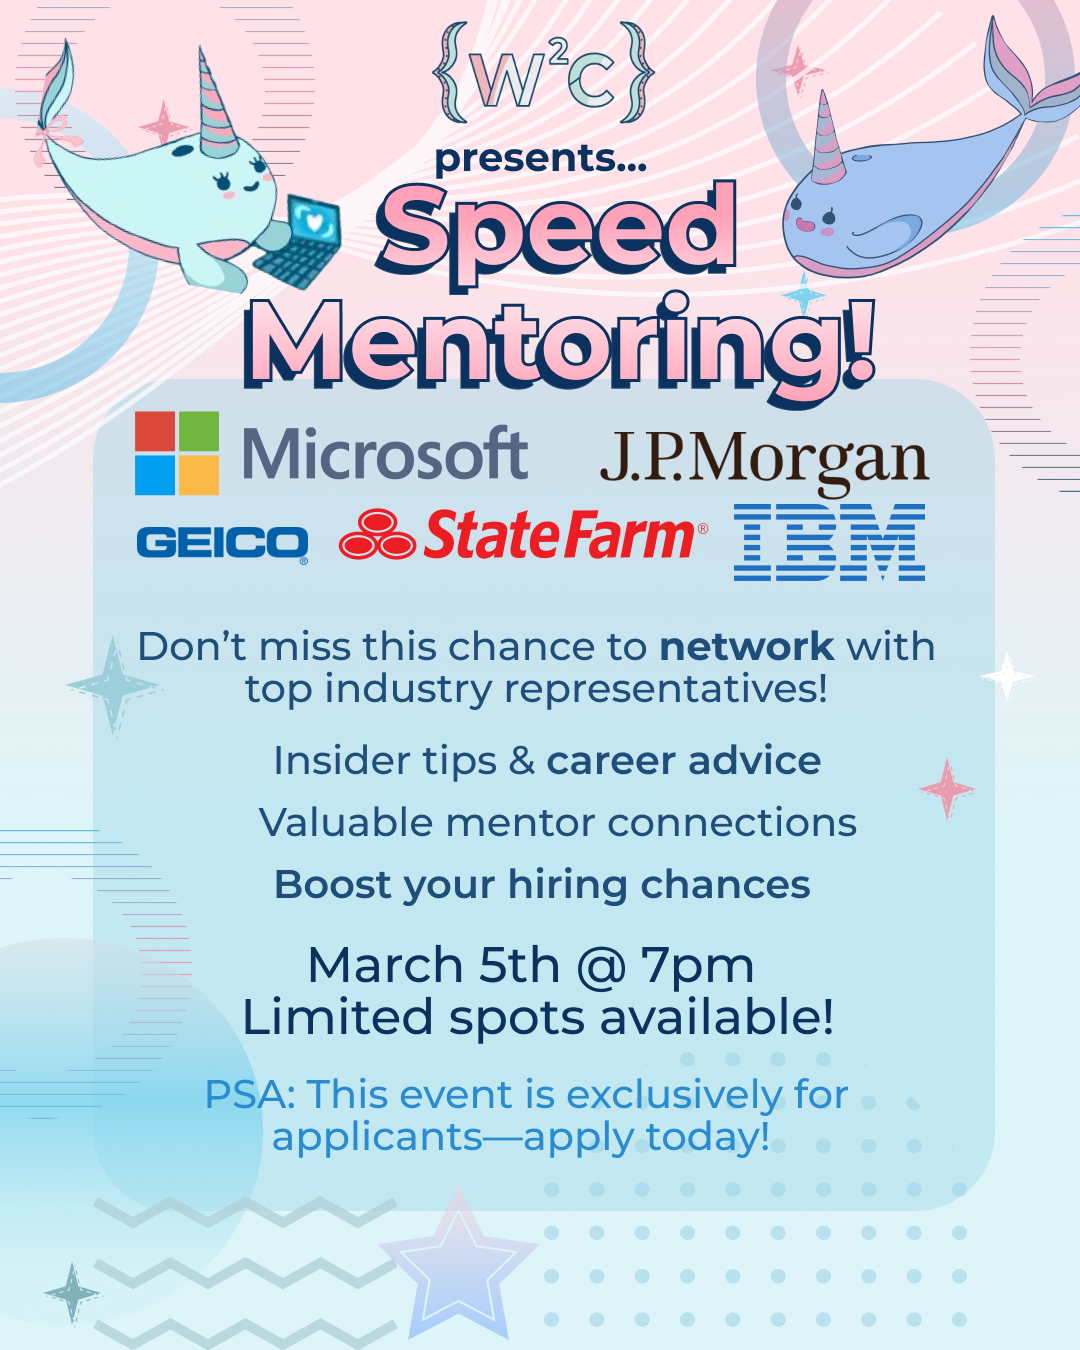 {W²C}
presents...
Speed
Mentoring!
Microsoft J.P.Morgan
GEICO® StateFarm® IBM
Don’t miss this chance to network with
top industry representatives!
Insider tips & career advice
Valuable mentor connections
Boost your hiring chances
March 5th @ 7pm
Limited spots available!
PSA: This event is exclusively for
applicants—apply today!